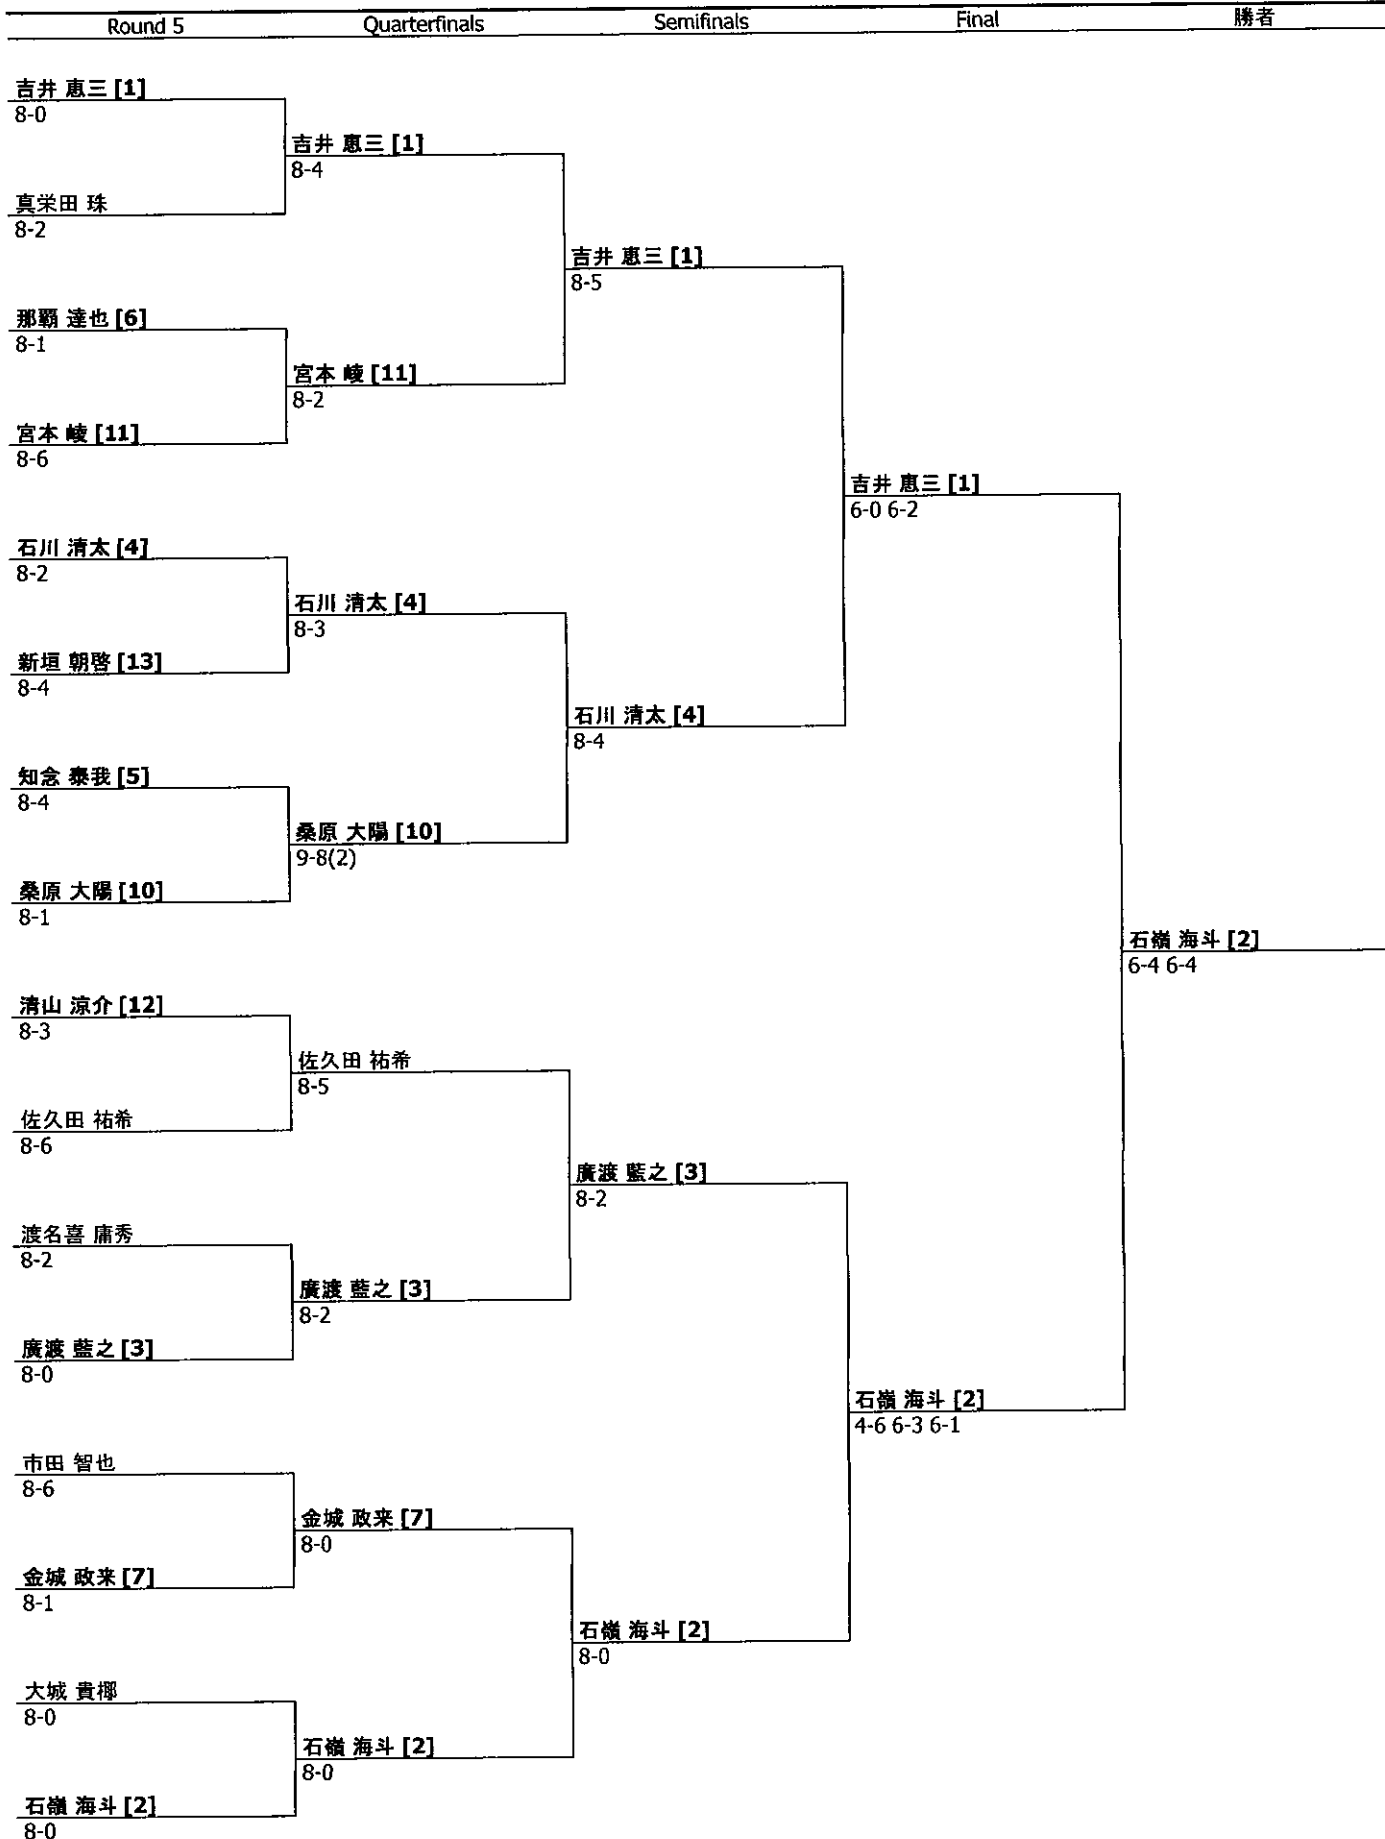 Round 5 Quarterfinals Semifinals Final 勝者
吉井 恵三 [1]
8-0
吉井 恵三 [1]
8-4
真栄田 珠
8-2
吉井 恵三 [1]
8-5
那覇 達也 [6]
8-1
宮本 崚 [11]
8-2
宮本 崚 [11]
8-6
吉井 恵三 [1]
6-0 6-2
石川 清太 [4]
8-2
石川 清太 [4]
8-3
新垣 朝啓 [13]
8-4
石川 清太 [4]
8-4
知念 泰我 [5]
8-4
桑原 大陽 [10]
9-8(2)
桑原 大陽 [10]
8-1
石嶺 海斗 [2]
6-4 6-4
清山 涼介 [12]
8-3
佐久田 祐希
8-5
佐久田 祐希
8-6
廣渡 藍之 [3]
8-2
渡名喜 庸秀
8-2
廣渡 藍之 [3]
8-2
廣渡 藍之 [3]
8-0
石嶺 海斗 [2]
4-6 6-3 6-1
市田 智也
8-6
金城 政来 [7]
8-0
金城 政来 [7]
8-1
石嶺 海斗 [2]
8-0
大城 貴椰
8-0
石嶺 海斗 [2]
8-0
石嶺 海斗 [2]
8-0